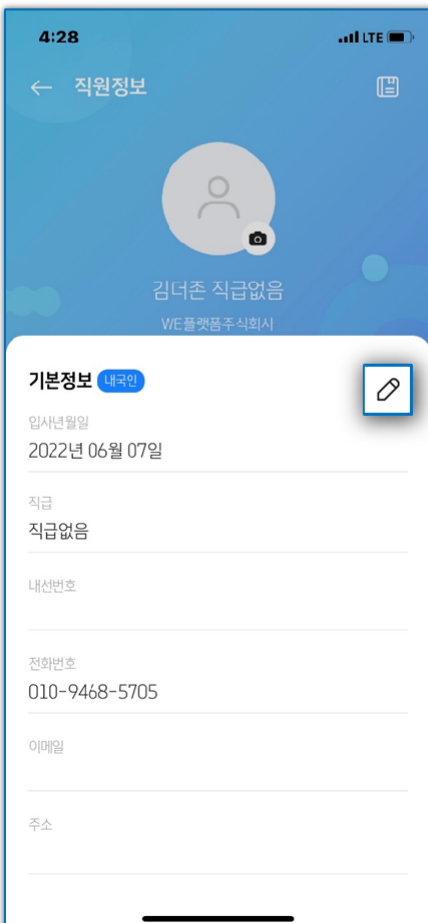 4:28
LTE
직원정보
김더존 직급없음
WE플랫폼주식회사
기본정보 내국인
입사년월일
2022년 06월 07일
직급
직급없음
내선번호
전화번호
010-9468-5705
이메일
주소